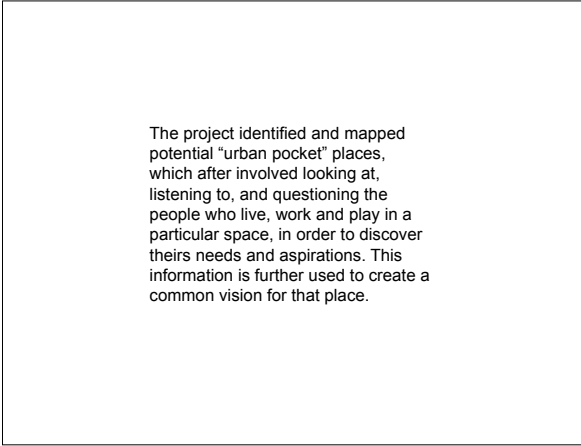 The project identified and mapped
potential “urban pocket” places,
which after involved looking at,
listening to, and questioning the
people who live, work and play in a
particular space, in order to discover
theirs needs and aspirations. This
information is further used to create a
common vision for that place.